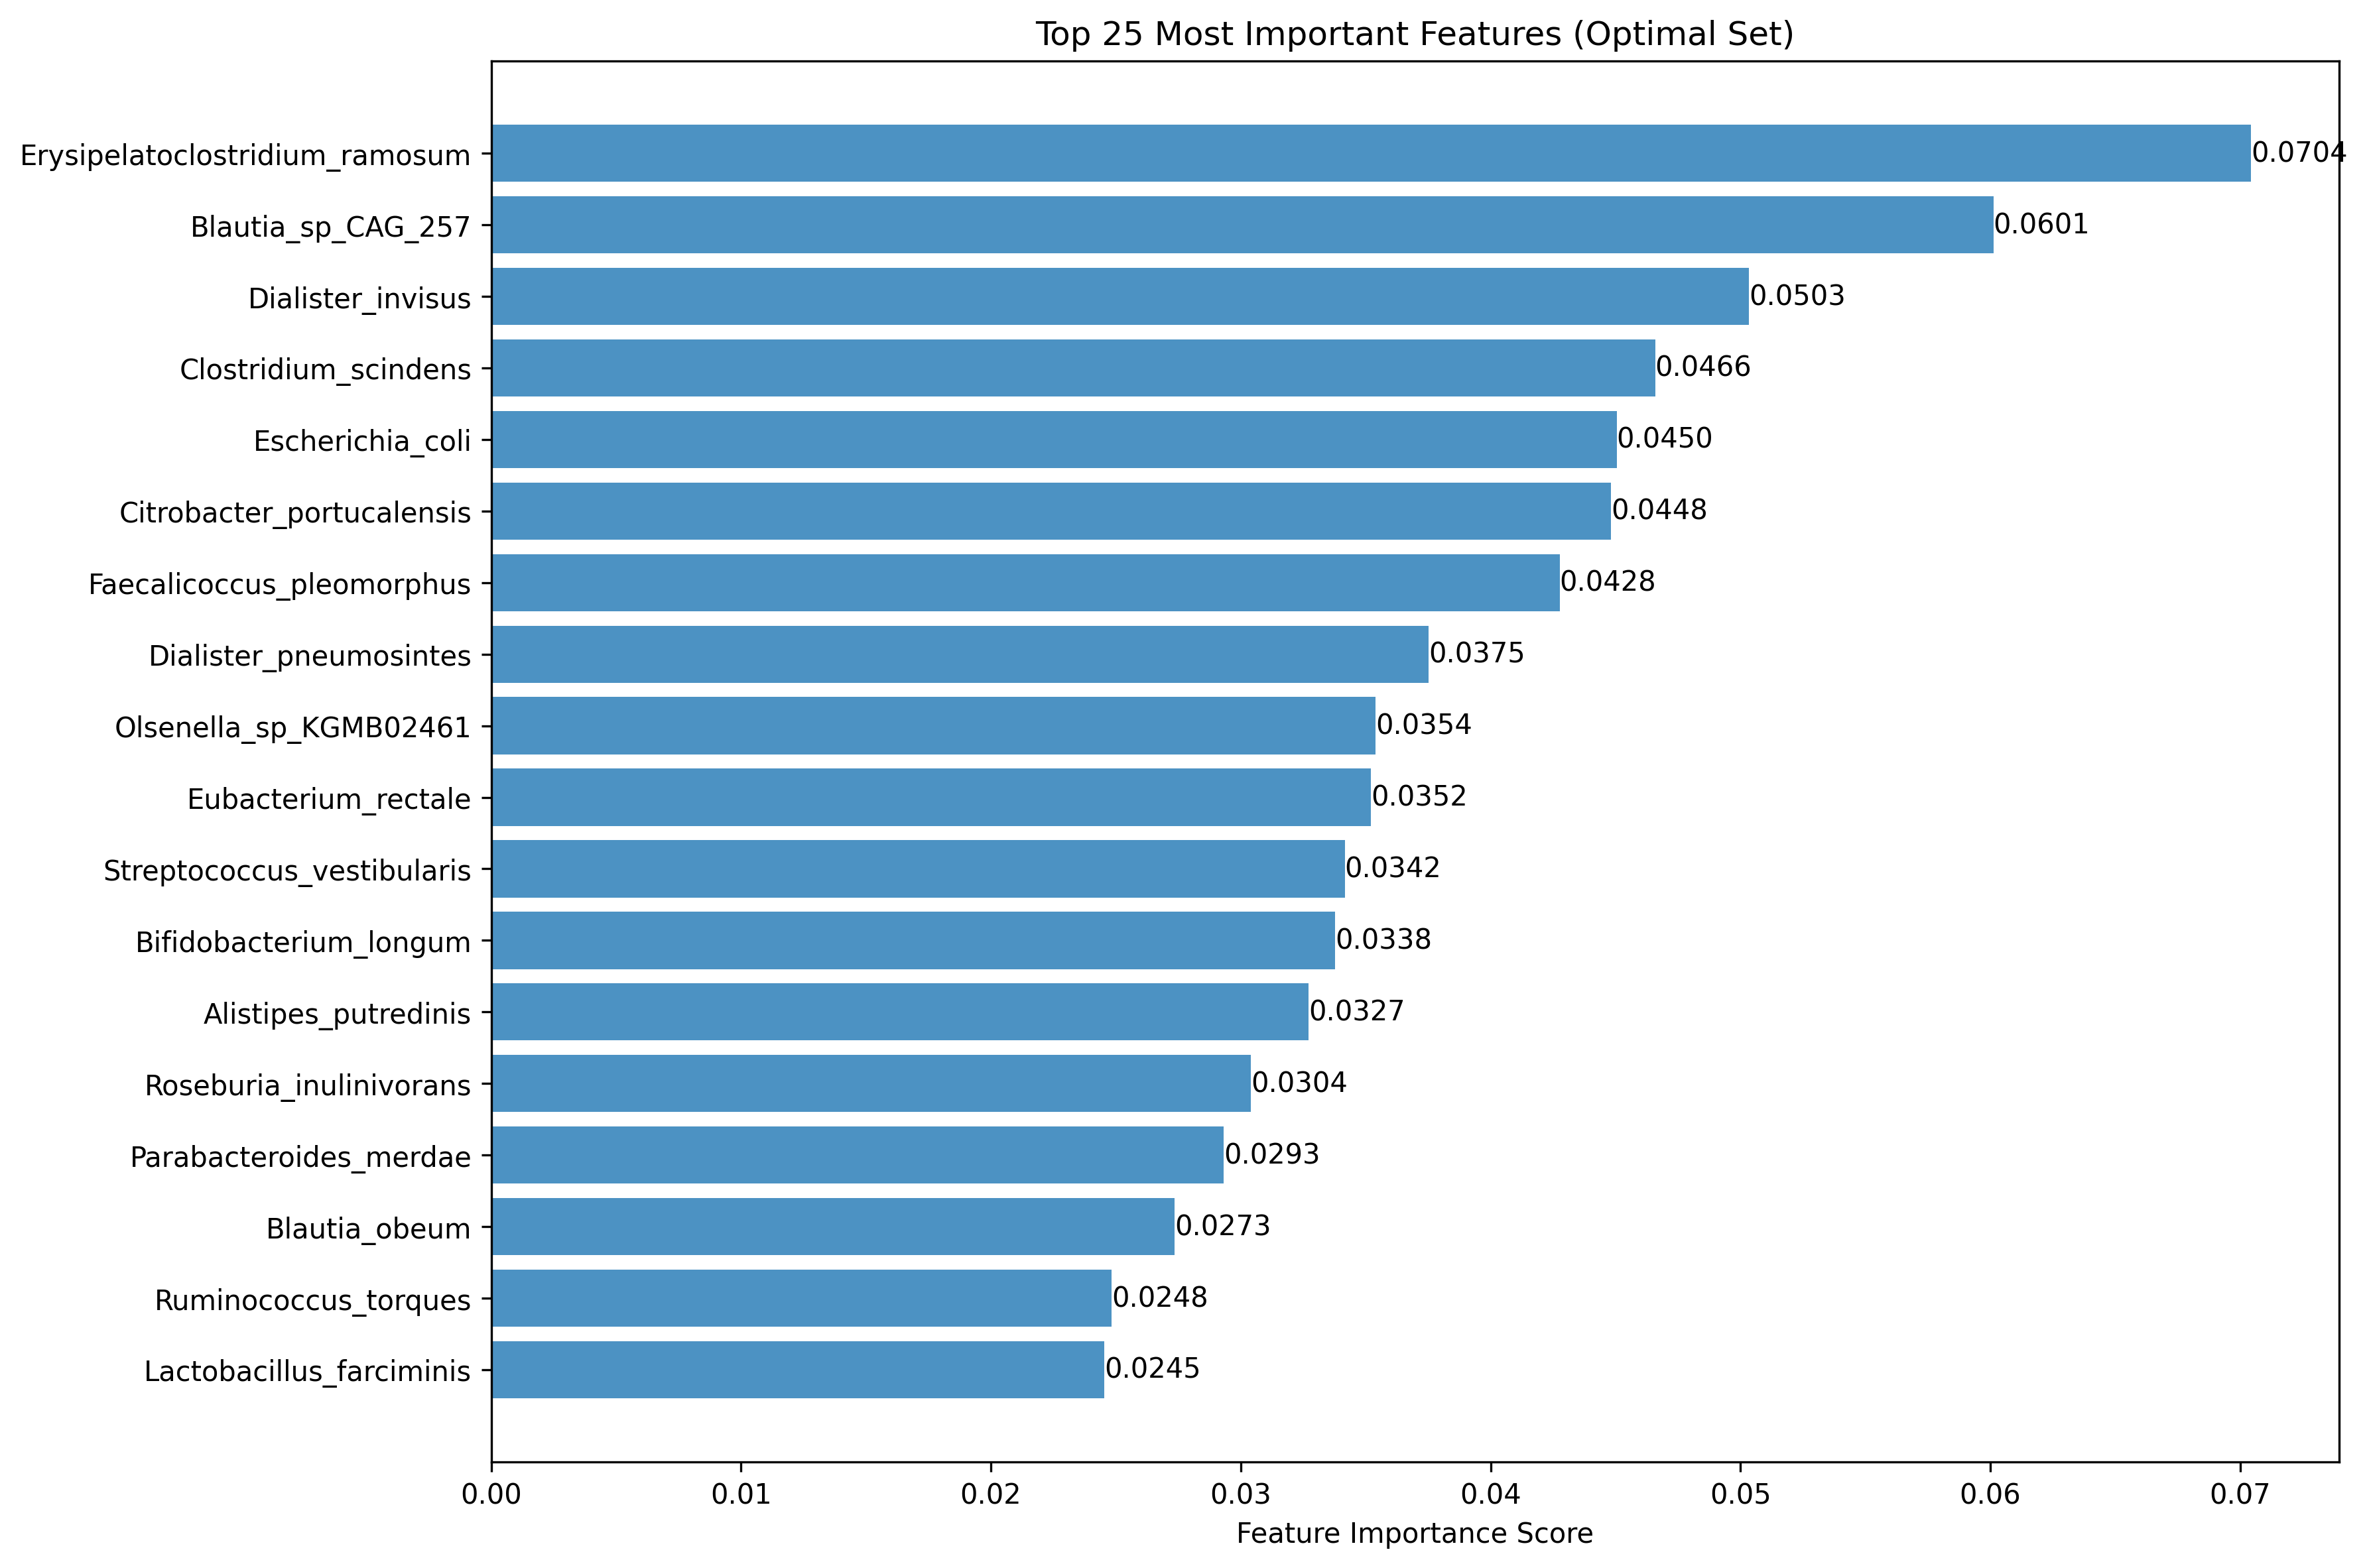 Top 25 Most Important Features (Optimal Set)
Erysipelatoclostridium_ramosum 0.0704
Blautia_sp_CAG_257 0.0601
Dialister_invisus 0.0503
Clostridium_scindens 0.0466
Escherichia_coli 0.0450
Citrobacter_portucalensis 0.0448
Faecalicoccus_pleomorphus 0.0428
Dialister_pneumosintes 0.0375
Olsenella_sp_KGMB02461 0.0354
Eubacterium_rectale 0.0352
Streptococcus_vestibularis 0.0342
Bifidobacterium_longum 0.0338
Alistipes_putredinis 0.0327
Roseburia_inulinivorans 0.0304
Parabacteroides_merdae 0.0293
Blautia_obeum 0.0273
Ruminococcus_torques 0.0248
Lactobacillus_farciminis 0.0245
0.00 0.01 0.02 0.03 0.04 0.05 0.06 0.07
Feature Importance Score